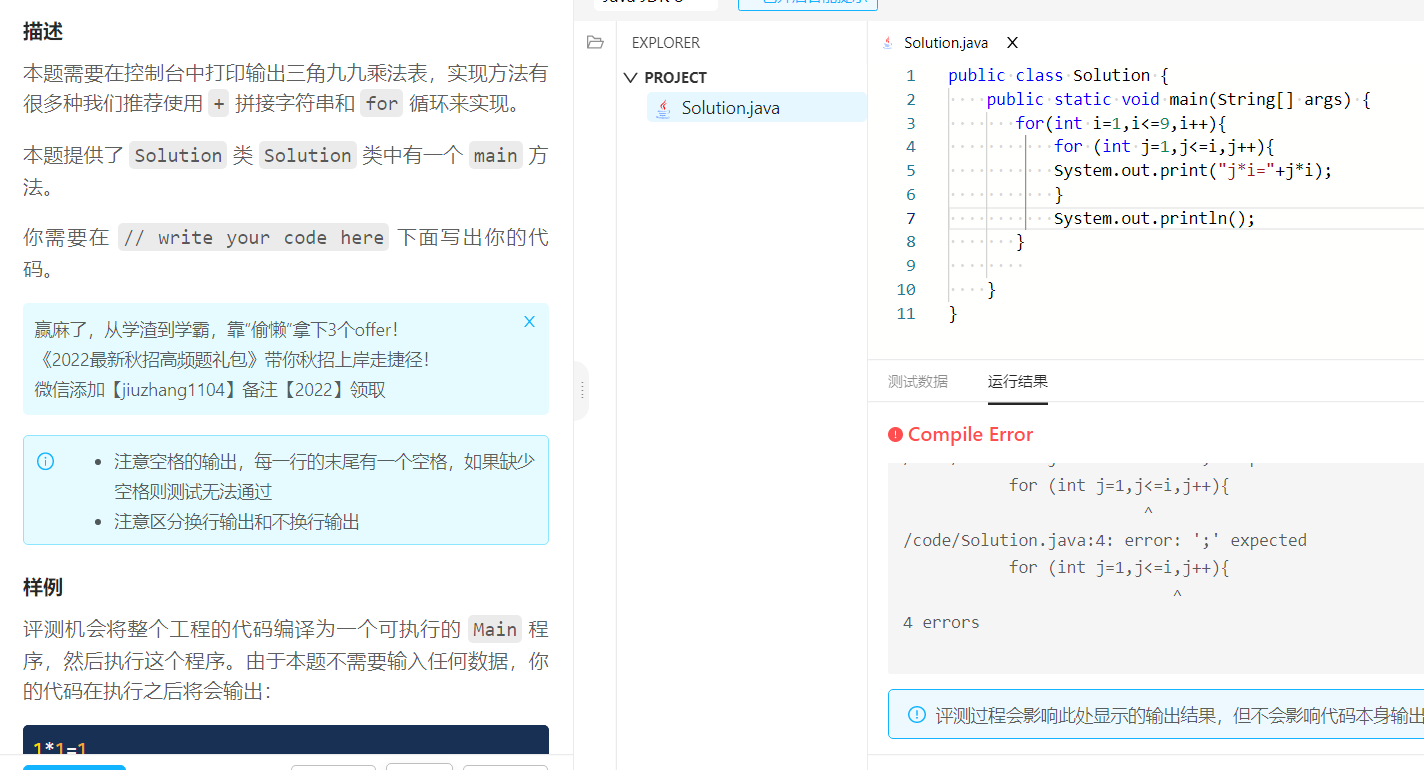 描述
本题需要在控制台中打印输出三角九九乘法表，实现方法有
很多种我们推荐使用 + 拼接字符串和 for 循环来实现。
本题提供了 Solution 类 Solution 类中有一个 main 方
法。
你需要在 // write your code here 下面写出你的代
码。
赢麻了，从学渣到学霸，靠“偷懒”拿下3个offer！
《2022最新秋招高频题礼包》带你秋招上岸走捷径！
微信添加【jiuzhang1104】备注【2022】领取
• 注意空格的输出，每一行的末尾有一个空格，如果缺少
空格则测试无法通过
• 注意区分换行输出和不换行输出
样例
评测机会将整个工程的代码编译为一个可执行的 Main 程
序，然后执行这个程序。由于本题不需要输入任何数据，你
的代码在执行之后将会输出：
1*1=1
EXPLORER
PROJECT
Solution.java
Solution.java
1 public class Solution {
2     public static void main(String[] args) {
3        for(int i=1,i<=9,i++){
4            for (int j=1,j<=i,j++){
5            System.out.print("j*i="+j*i);
6            }
7            System.out.println();
8        }
9
10     }
11 }
测试数据 运行结果
Compile Error
for (int j=1,j<=i,j++){
^
/code/Solution.java:4: error: ';' expected
for (int j=1,j<=i,j++){
^
4 errors
评测过程会影响此处显示的输出结果，但不会影响代码本身输出